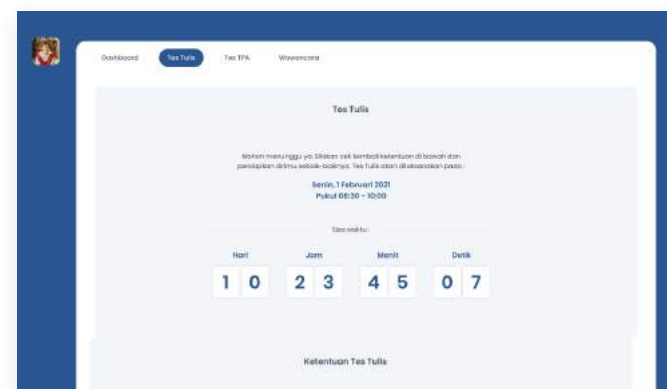 Dashboard Tes Tulis Tes TPA Wawancara
Tes Tulis
Mohon menunggu ya. Silakan cek kembali ketentuan di bawah dan
persiapkan dirimu sebaik-baiknya. Tes Tulis akan dilaksanakan pada :
Senin, 1 Februari 2021
Pukul 08:30 - 10:00
Sisa waktu :
Hari Jam Menit Detik
1 0 2 3 4 5 0 7
Ketentuan Tes Tulis